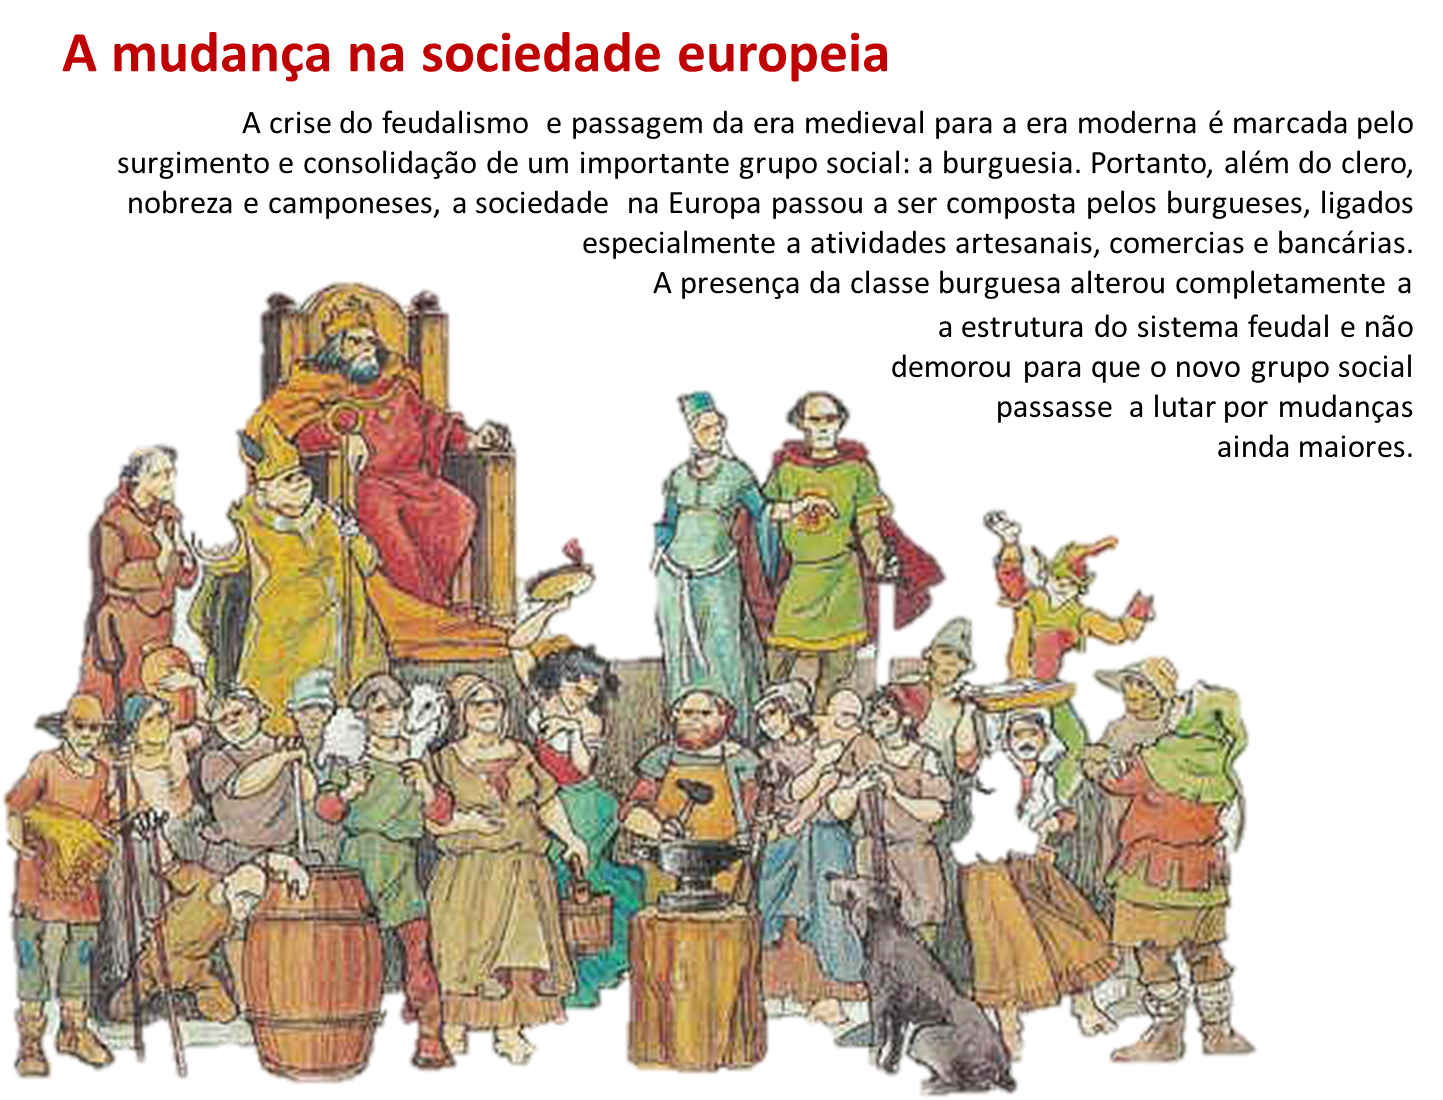 A mudança na sociedade europeia
A crise do feudalismo e passagem da era medieval para a era moderna é marcada pelo
surgimento e consolidação de um importante grupo social: a burguesia. Portanto, além do clero,
nobreza e camponeses, a sociedade na Europa passou a ser composta pelos burgueses, ligados
especialmente a atividades artesanais, comercias e bancárias.
A presença da classe burguesa alterou completamente a
a estrutura do sistema feudal e não
demorou para que o novo grupo social
passasse a lutar por mudanças
ainda maiores.